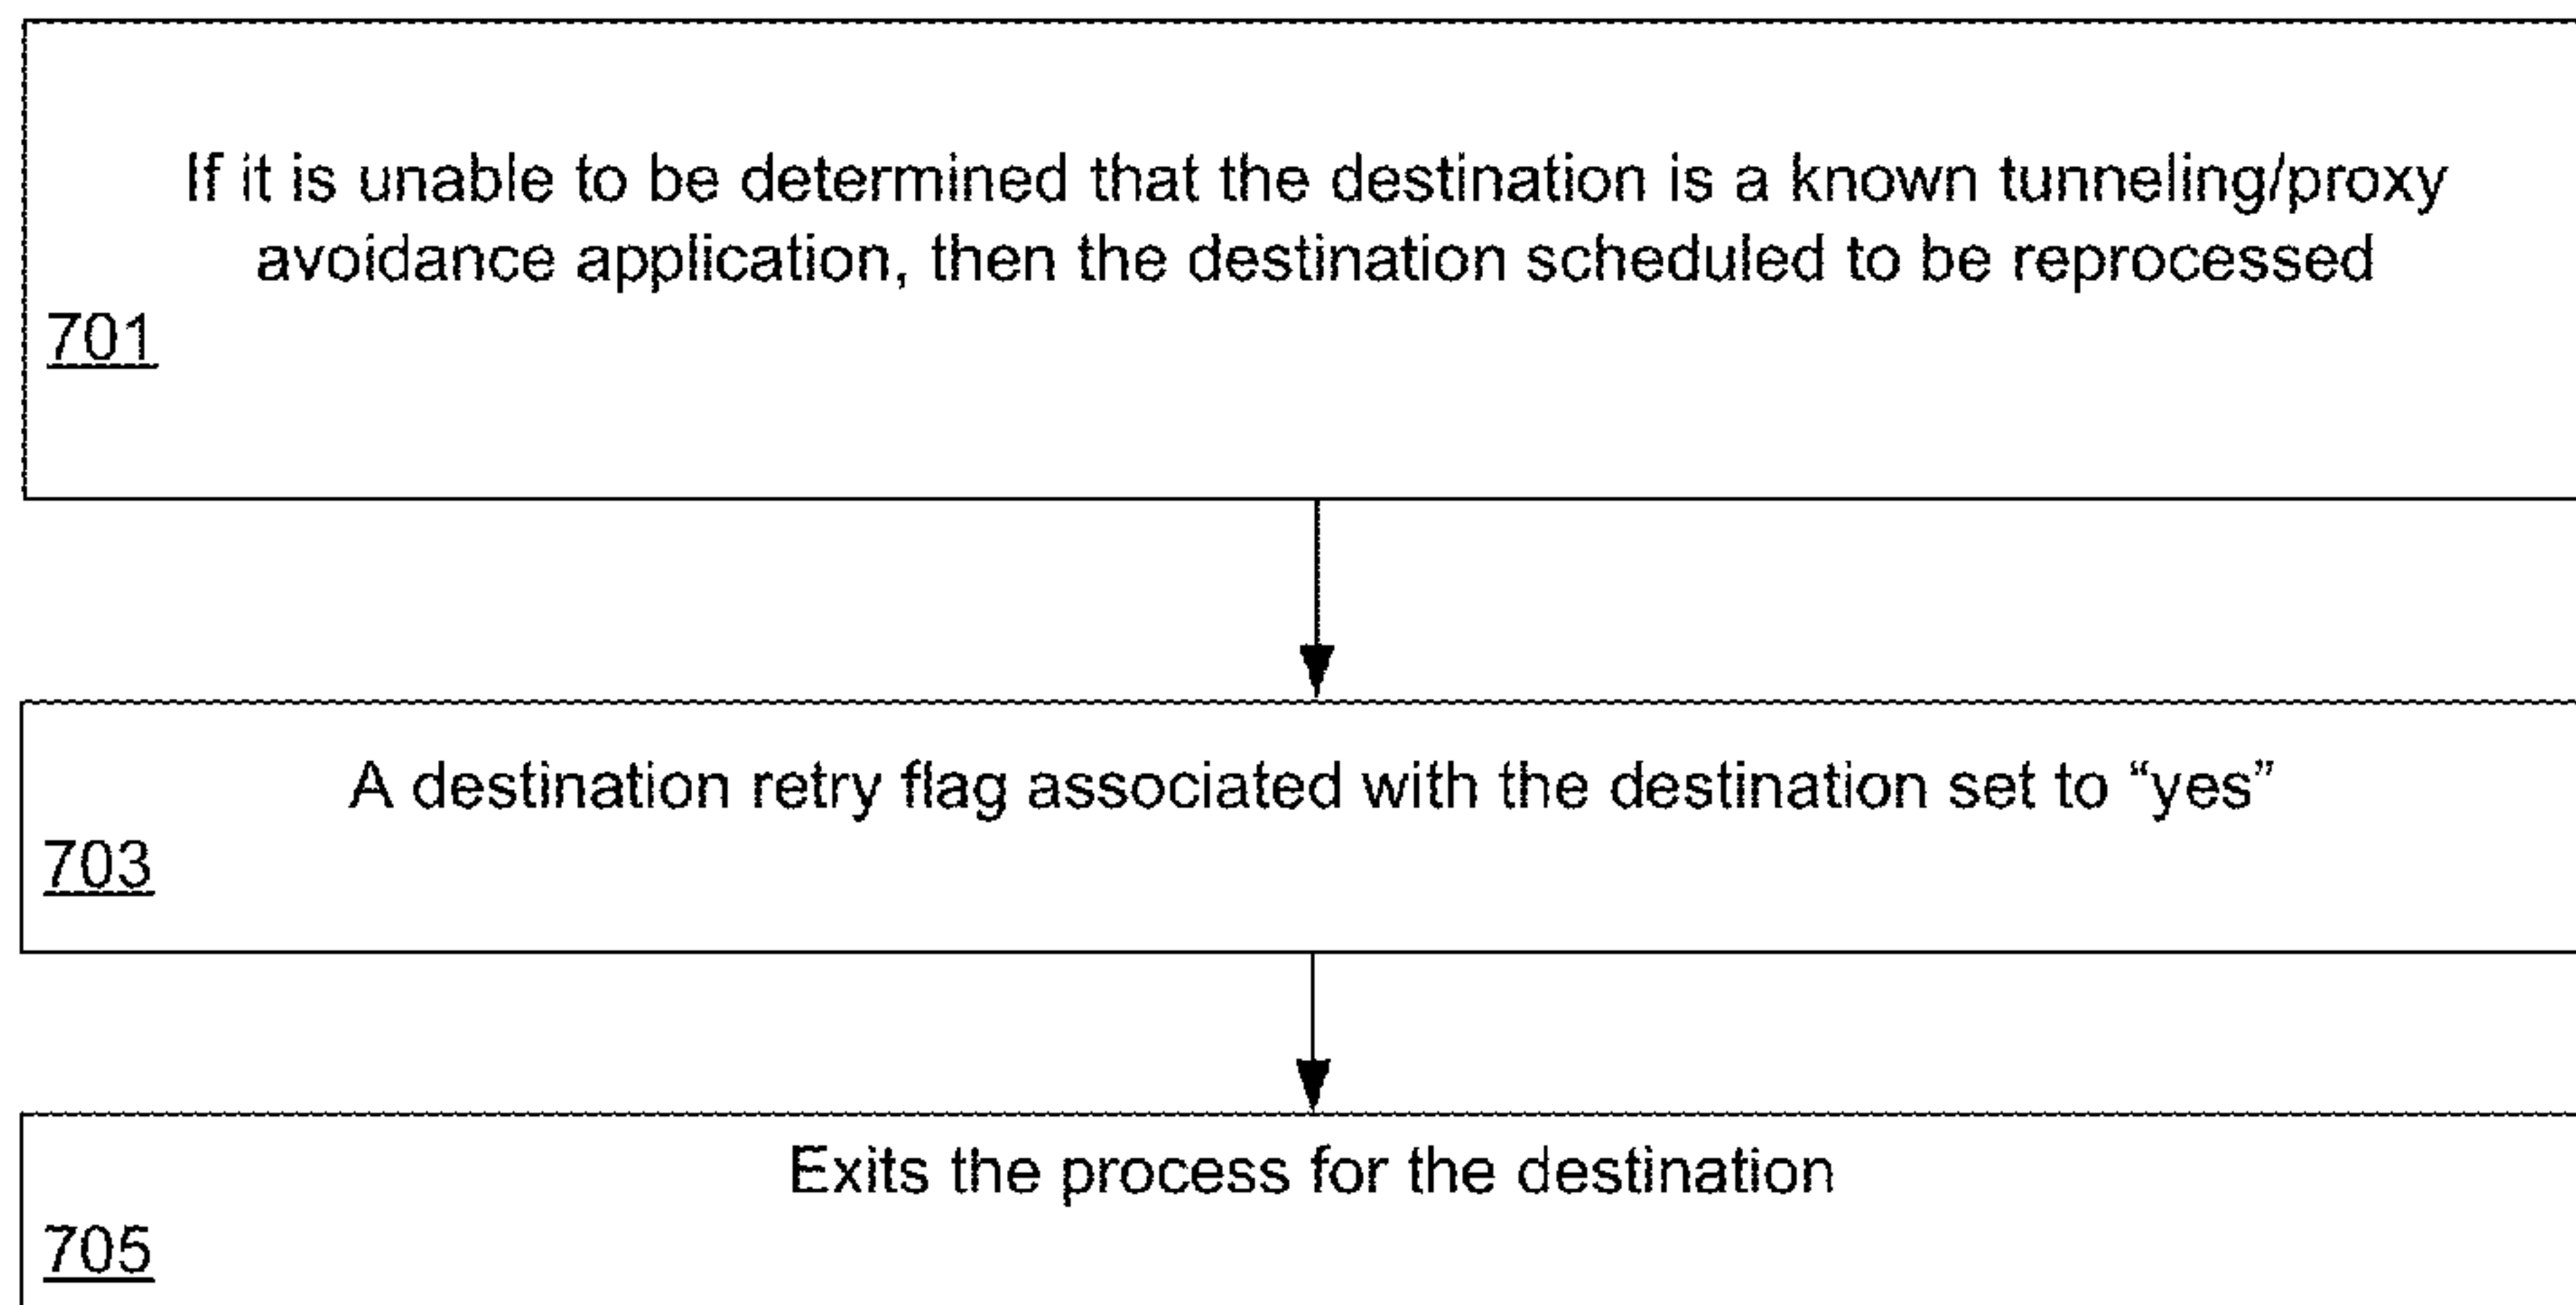 If it is unable to be determined that the destination is a known tunneling/proxy
avoidance application, then the destination scheduled to be reprocessed
701
A destination retry flag associated with the destination set to “yes”
703
Exits the process for the destination
705